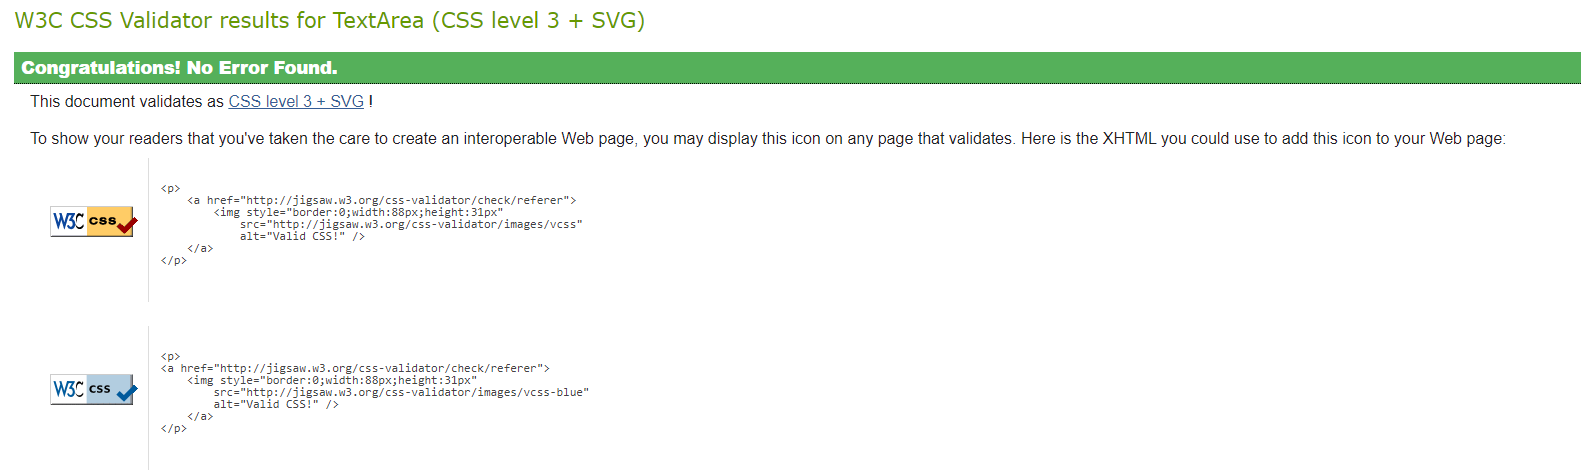 W3C CSS Validator results for TextArea (CSS level 3 + SVG)
Congratulations! No Error Found.
This document validates as CSS level 3 + SVG !
To show your readers that you've taken the care to create an interoperable Web page, you may display this icon on any page that validates. Here is the XHTML you could use to add this icon to your Web page:
W3C css
<p>
    <a href="http://jigsaw.w3.org/css-validator/check/referer">
        <img style="border:0;width:88px;height:31px"
            src="http://jigsaw.w3.org/css-validator/images/vcss"
            alt="Valid CSS!" />
    </a>
</p>
W3C css
<p>
<a href="http://jigsaw.w3.org/css-validator/check/referer">
    <img style="border:0;width:88px;height:31px"
        src="http://jigsaw.w3.org/css-validator/images/vcss-blue"
        alt="Valid CSS!" />
    </a>
</p>